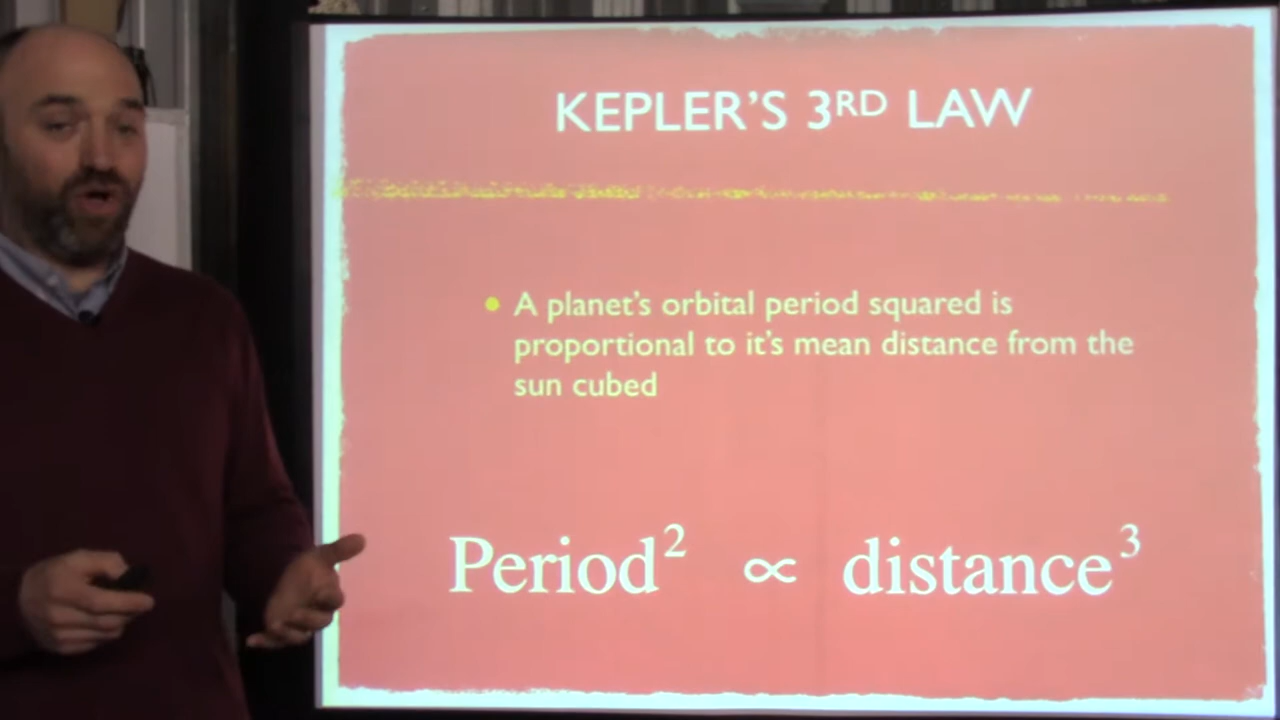 KEPLER'S 3RD LAW
• A planet's orbital period squared is
proportional to it's mean distance from the
sun cubed
Period² ∝ distance³